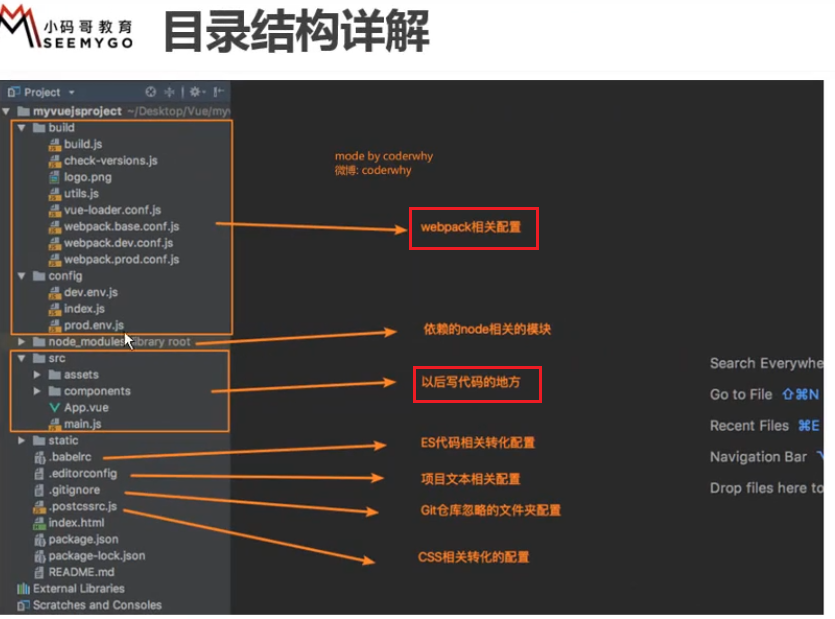 小码哥教育
SEEMYGO
目录结构详解
Project
myvuejsproject ~/Desktop/Vue/my
build
build.js
check-versions.js
logo.png
utils.js
vue-loader.conf.js
webpack.base.conf.js
webpack.dev.conf.js
webpack.prod.conf.js
config
dev.env.js
index.js
prod.env.js
node_modules library root
src
assets
components
App.vue
main.js
static
.babelrc
.editorconfig
.gitignore
.postcssrc.js
index.html
package.json
package-lock.json
README.md
External Libraries
Scratches and Consoles
mode by coderwhy
微博: coderwhy
webpack相关配置
依赖的node相关的模块
以后写代码的地方
ES代码相关转化配置
项目文本相关配置
Git仓库忽略的文件夹配置
CSS相关转化的配置
Search Everywhe
Go to File ⇧⌘N
Recent Files ⌘E
Navigation Bar
Drop files here to